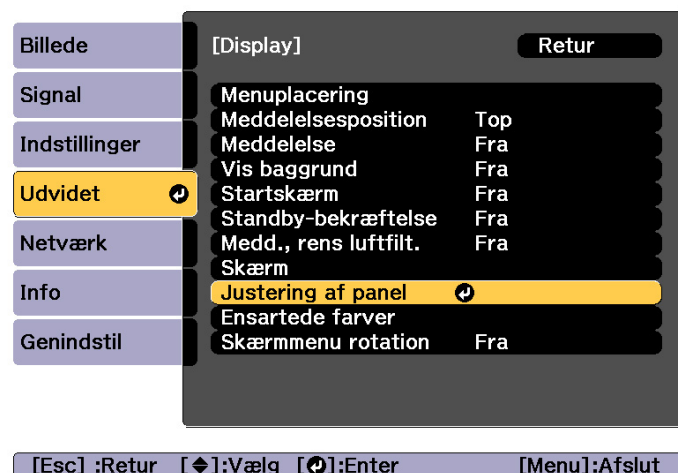 Billede
Signal
Indstillinger
Udvidet
Netværk
Info
Genindstil
[Display] Retur
Menuplacering
Meddelelsesposition Top
Meddelelse Fra
Vis baggrund Fra
Startskærm Fra
Standby-bekræftelse Fra
Medd., rens luftfilt. Fra
Skærm
Justering af panel
Ensartede farver
Skærmmenu rotation Fra
[Esc] :Retur [◆]:Vælg [⏎]:Enter [Menu]:Afslut